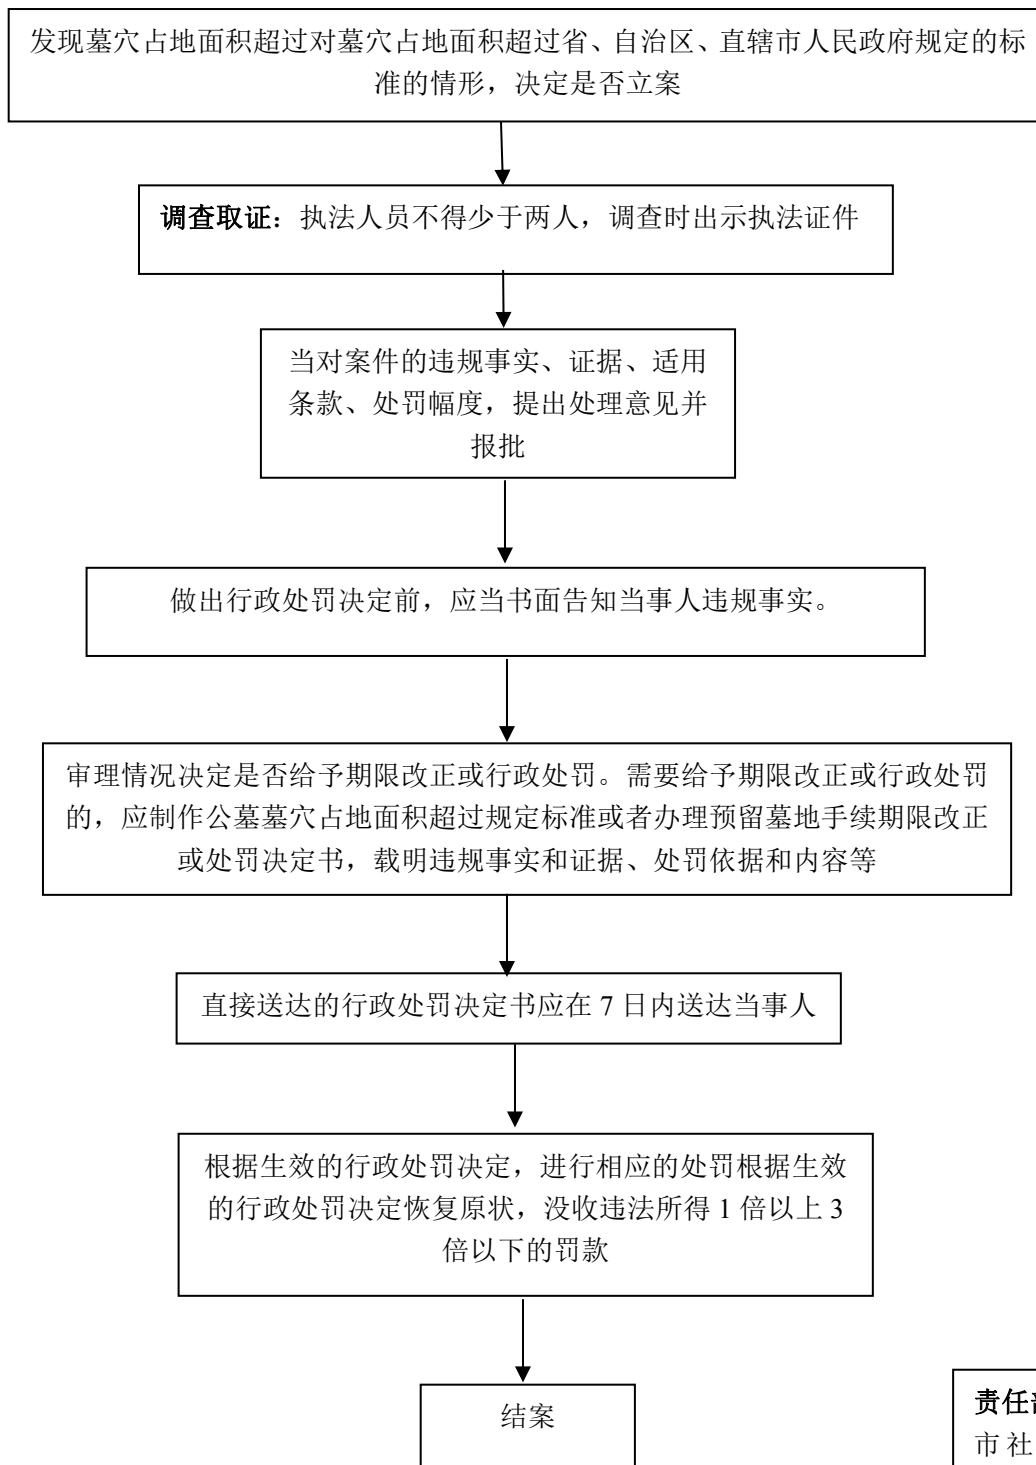 发现墓穴占地面积超过对墓穴占地面积超过省、自治区、直辖市人民政府规定的标
准的情形，决定是否立案
调查取证：执法人员不得少于两人，调查时出示执法证件
当对案件的违规事实、证据、适用
条款、处罚幅度，提出处理意见并
报批
做出行政处罚决定前，应当书面告知当事人违规事实。
审理情况决定是否给予期限改正或行政处罚。需要给予期限改正或行政处罚
的，应制作公墓墓穴占地面积超过规定标准或者办理预留墓地手续期限改正
或处罚决定书，载明违规事实和证据、处罚依据和内容等
直接送达的行政处罚决定书应在 7 日内送达当事人
根据生效的行政处罚决定，进行相应的处罚根据生效
的行政处罚决定恢复原状，没收违法所得 1 倍以上 3
倍以下的罚款
结案
责任
市社